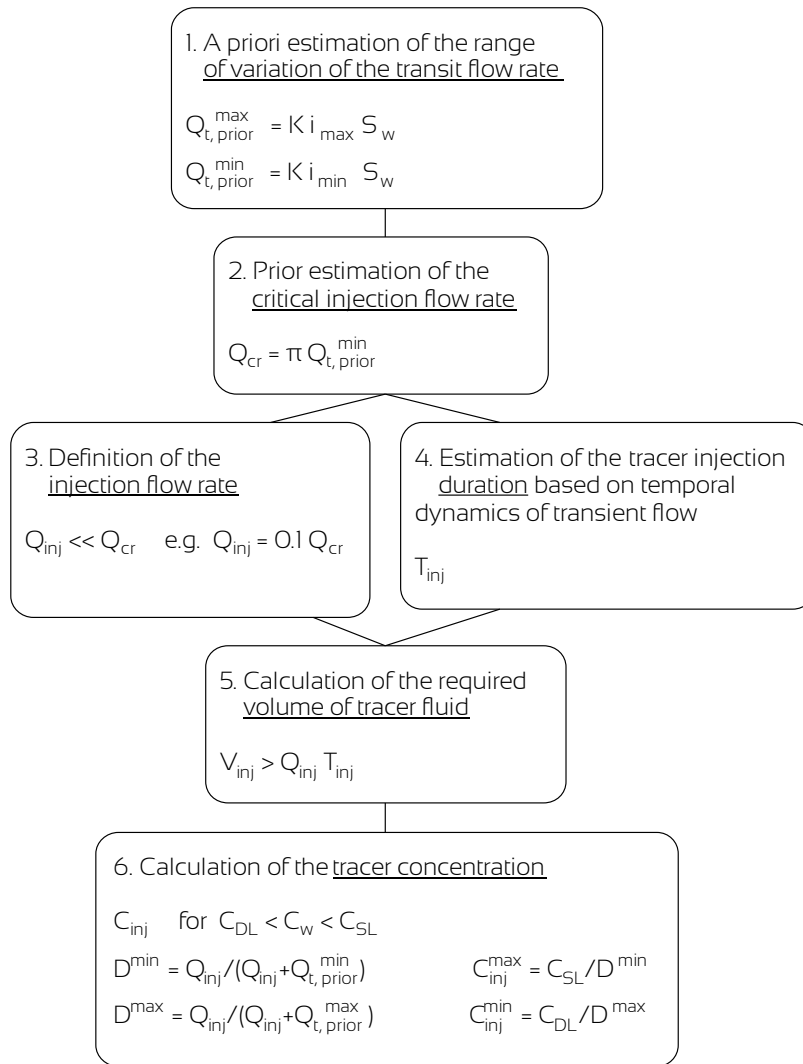 1. A priori estimation of the range
of variation of the transit flow rate
Q_{t, prior}^{max} = K i_{max} S_w
Q_{t, prior}^{min} = K i_{min} S_w
2. Prior estimation of the
critical injection flow rate
Q_{cr} = π Q_{t, prior}^{min}
3. Definition of the
injection flow rate
Q_{inj} << Q_{cr} e.g. Q_{inj} = 0.1 Q_{cr}
4. Estimation of the tracer injection
duration based on temporal
dynamics of transient flow
T_{inj}
5. Calculation of the required
volume of tracer fluid
V_{inj} > Q_{inj} T_{inj}
6. Calculation of the tracer concentration
C_{inj} for C_{DL} < C_w < C_{SL}
D^{min} = Q_{inj}/(Q_{inj}+Q_{t, prior}^{min}) C_{inj}^{max} = C_{SL}/D^{min}
D^{max} = Q_{inj}/(Q_{inj}+Q_{t, prior}^{max}) C_{inj}^{min} = C_{DL}/D^{max}